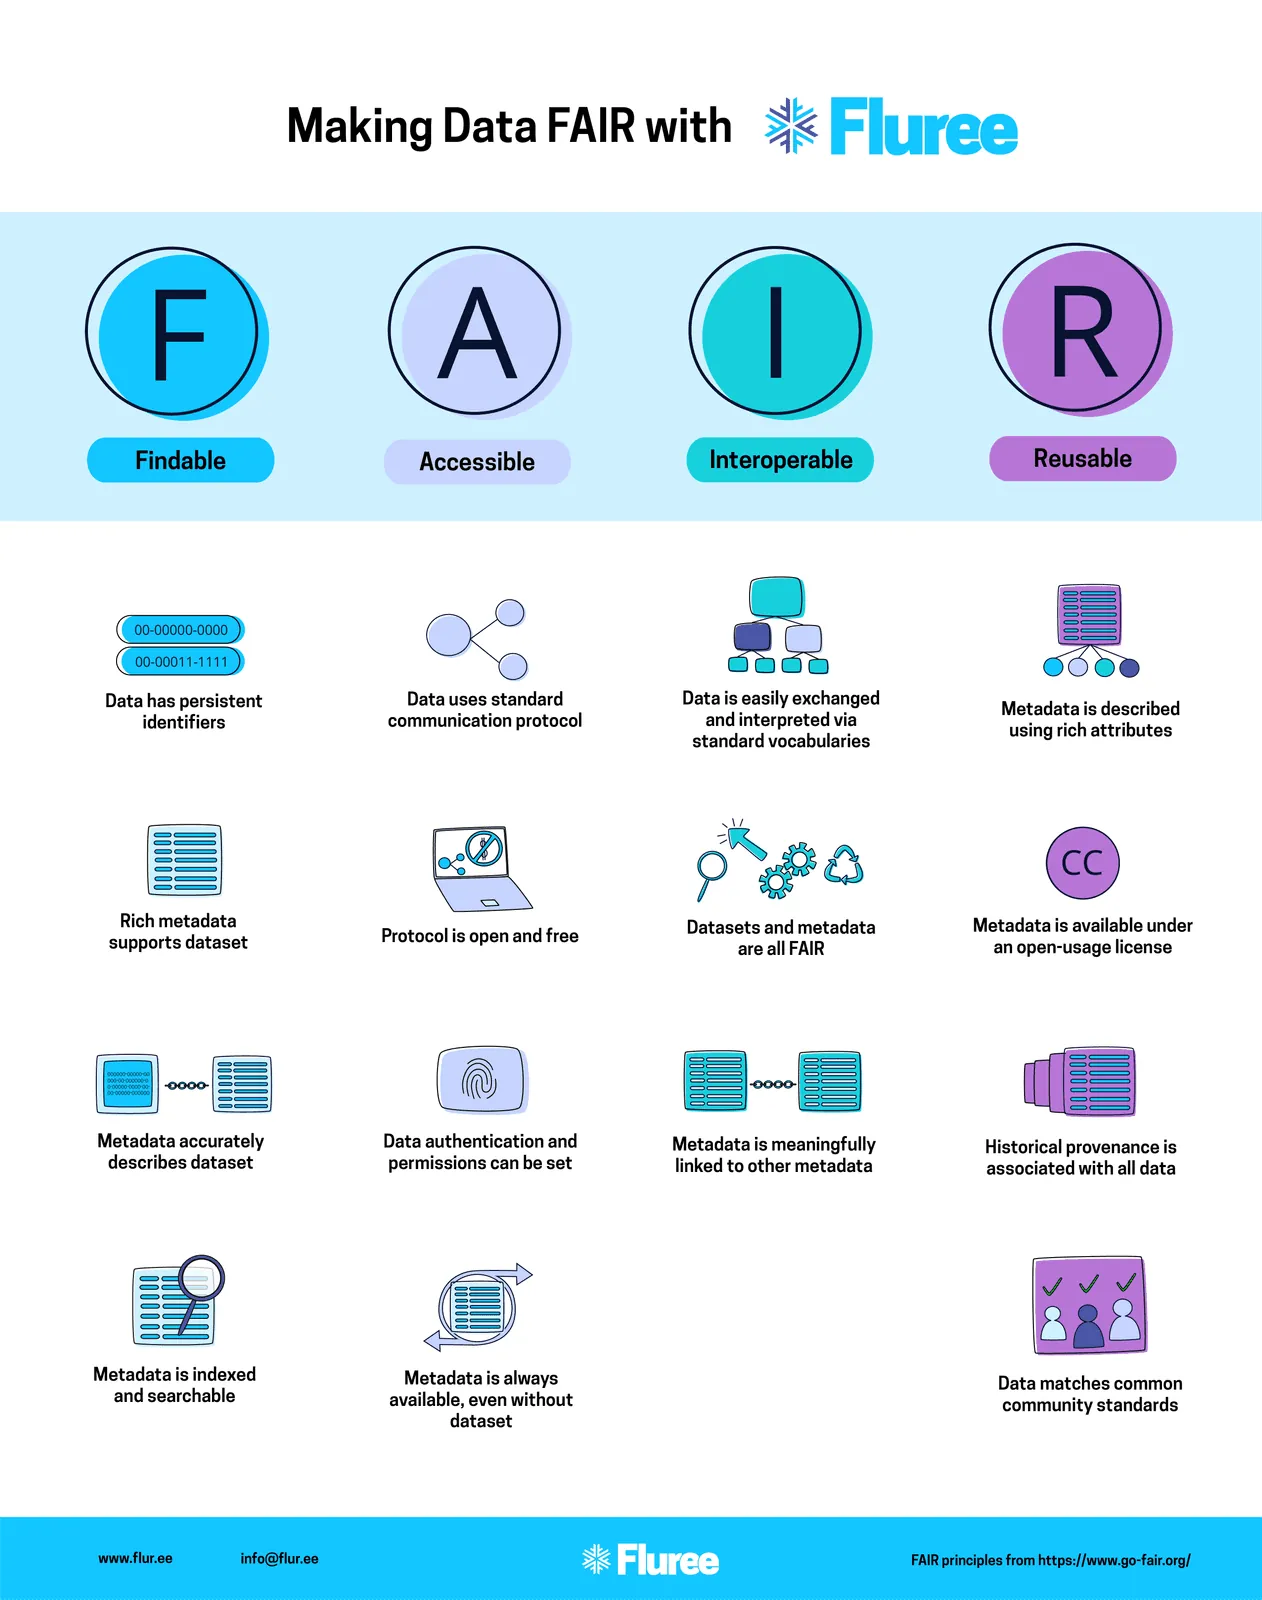 Making Data FAIR with Fluree
F
A
I
R
Findable
Accessible
Interoperable
Reusable
00-00000-0000
00-00011-1111
Data has persistent
identifiers
Data uses standard
communication protocol
Data is easily exchanged
and interpreted via
standard vocabularies
Metadata is described
using rich attributes
Rich metadata
supports dataset
Protocol is open and free
Datasets and metadata
are all FAIR
CC
Metadata is available under
an open-usage license
Metadata accurately
describes dataset
Data authentication and
permissions can be set
Metadata is meaningfully
linked to other metadata
Historical provenance is
associated with all data
Metadata is indexed
and searchable
Metadata is always
available, even without
dataset
Data matches common
community standards
www.flur.ee
info@flur.ee
Fluree
FAIR principles from https://www.go-fair.org/